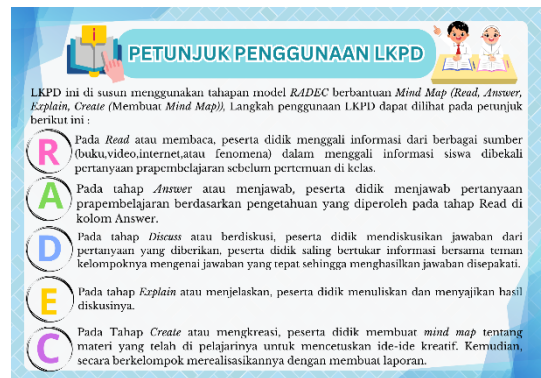 PETUNJUK PENGGUNAAN LKPD
LKPD ini di susun menggunakan tahapan model RADEC berbantuan Mind Map (Read, Answer,
Explain, Create (Membuat Mind Map)), Langkah penggunaan LKPD dapat dilihat pada petunjuk
berikut ini :
R
Pada Read atau membaca, peserta didik menggali informasi dari berbagai sumber
(buku,video,internet,atau fenomena) dalam menggali informasi siswa dibekali
pertanyaan prapembelajaran sebelum pertemuan di kelas.
A
Pada tahap Answer atau menjawab, peserta didik menjawab pertanyaan
prapembelajaran berdasarkan pengetahuan yang diperoleh pada tahap Read di
kolom Answer.
D
Pada tahap Discuss atau berdiskusi, peserta didik mendiskusikan jawaban dari
pertanyaan yang diberikan, peserta didik saling bertukar informasi bersama teman
kelompoknya mengenai jawaban yang tepat sehingga menghasilkan jawaban disepakati.
E
Pada tahap Explain atau menjelaskan, peserta didik menuliskan dan menyajikan hasil
diskusinya.
C
Pada Tahap Create atau mengkreasi, peserta didik membuat mind map tentang
materi yang telah di pelajarinya untuk mencetuskan ide-ide kreatif. Kemudian,
secara berkelompok merealisasikannya dengan membuat laporan.